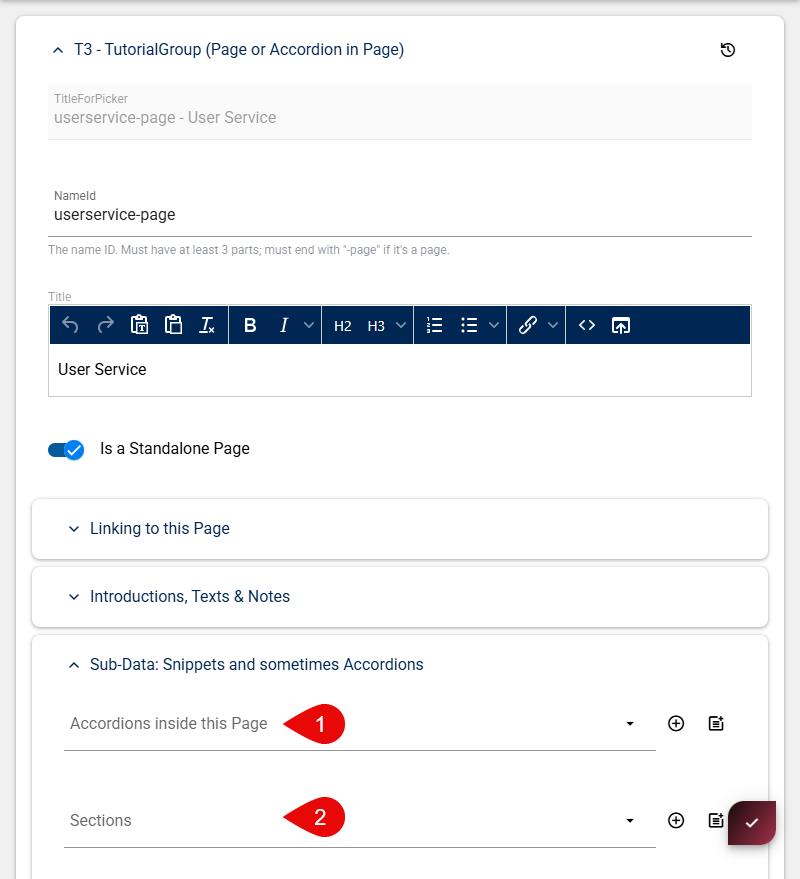 T3 - TutorialGroup (Page or Accordion in Page)
TitleForPicker
userservice-page - User Service
NameId
userservice-page
The name ID. Must have at least 3 parts; must end with "-page" if it's a page.
Title
B I H2 H3
User Service
Is a Standalone Page
Linking to this Page
Introductions, Texts & Notes
Sub-Data: Snippets and sometimes Accordions
Accordions inside this Page 1
Sections 2